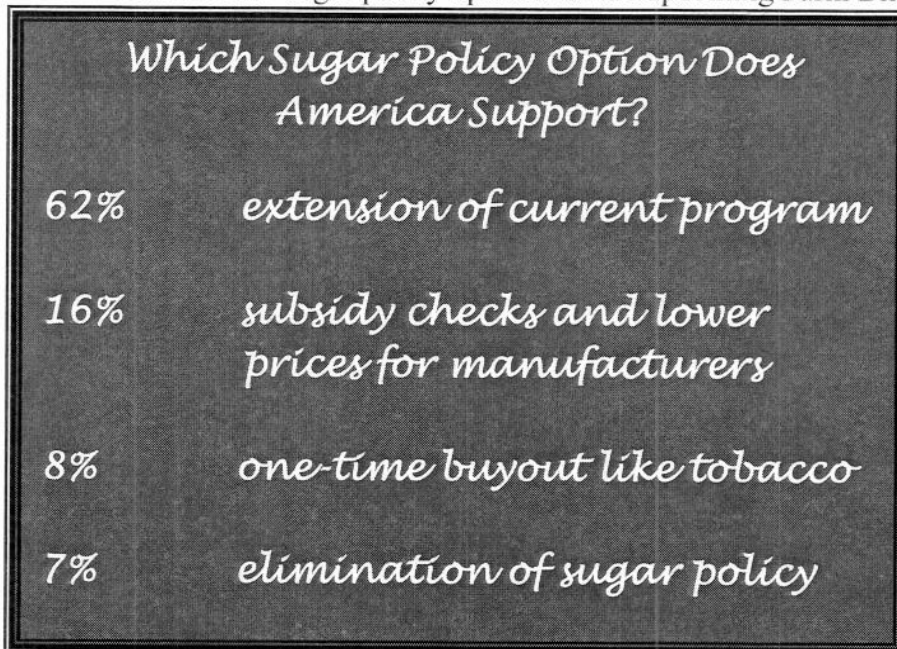 Which Sugar Policy Option Does
America Support?
62% extension of current program
16% subsidy checks and lower
prices for manufacturers
8% one-time buyout like tobacco
7% elimination of sugar policy